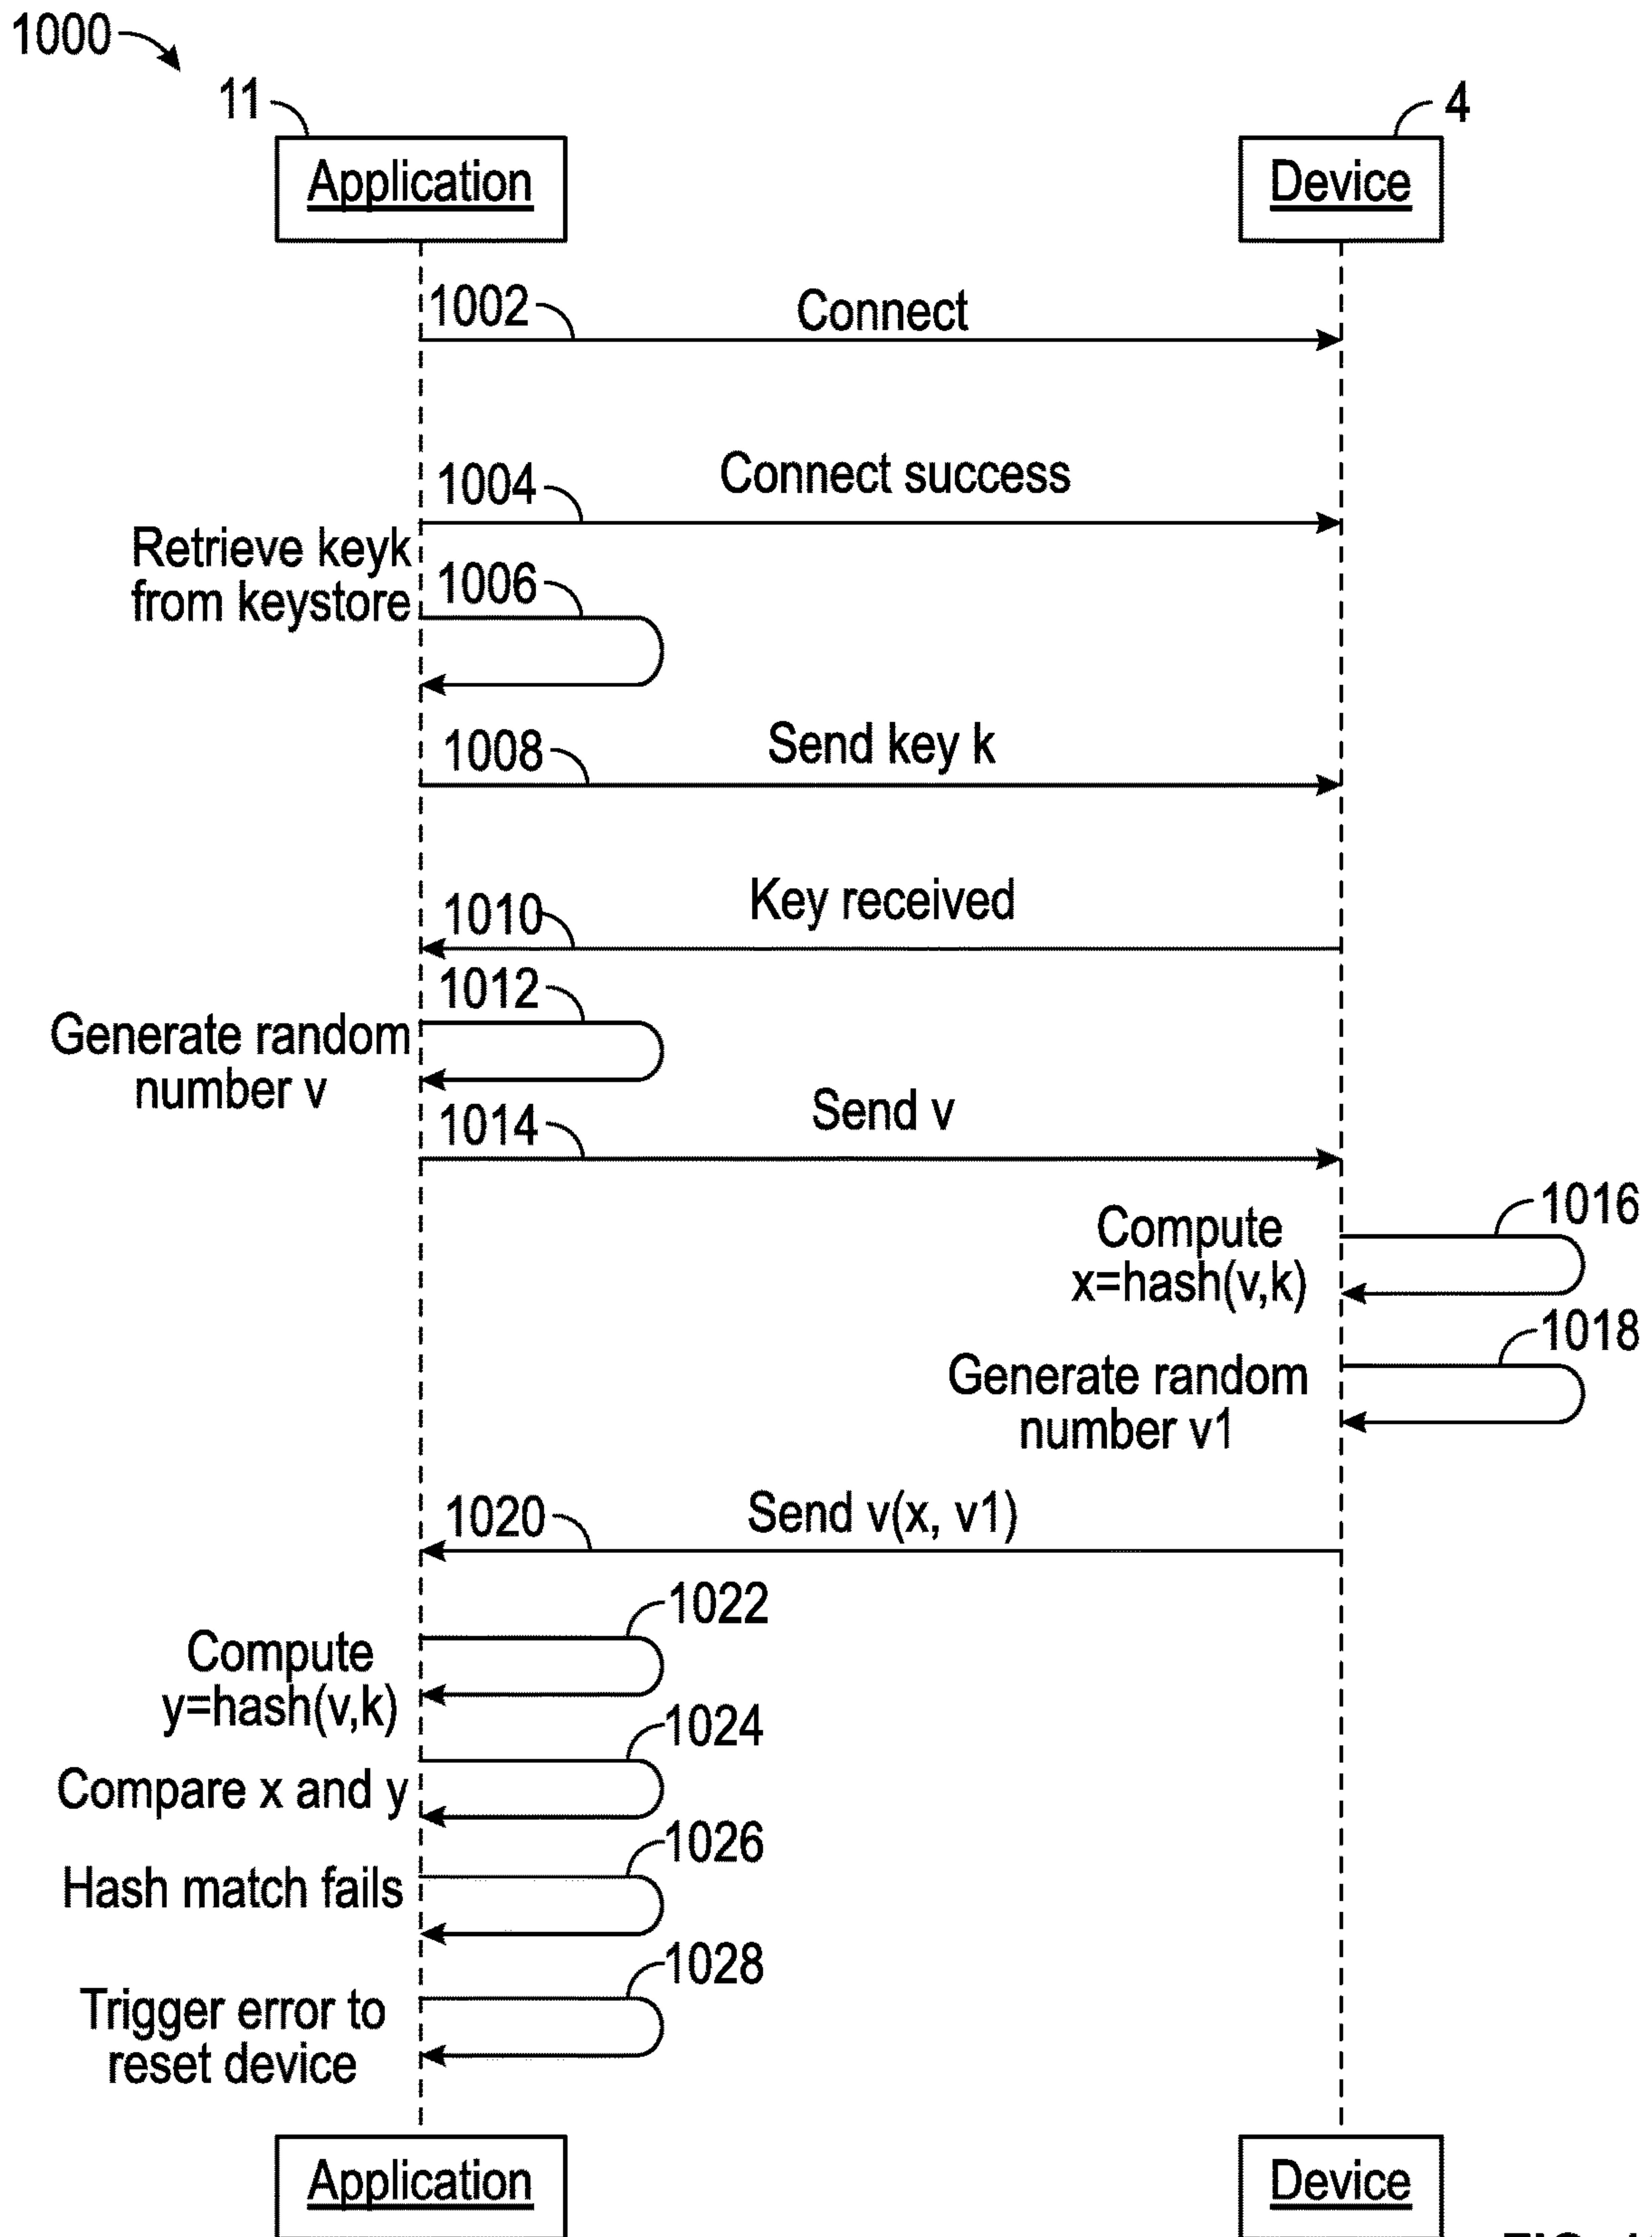 1000
11
4
Application
Device
1002
Connect
1004
Connect success
Retrieve keyk
from keystore
1006
1008
Send key k
1010
Key received
1012
Generate random
number v
1014
Send v
1016
Compute
x=hash(v,k)
1018
Generate random
number v1
1020
Send v(x, v1)
1022
Compute
y=hash(v,k)
1024
Compare x and y
1026
Hash match fails
1028
Trigger error to
reset device
Application
Device